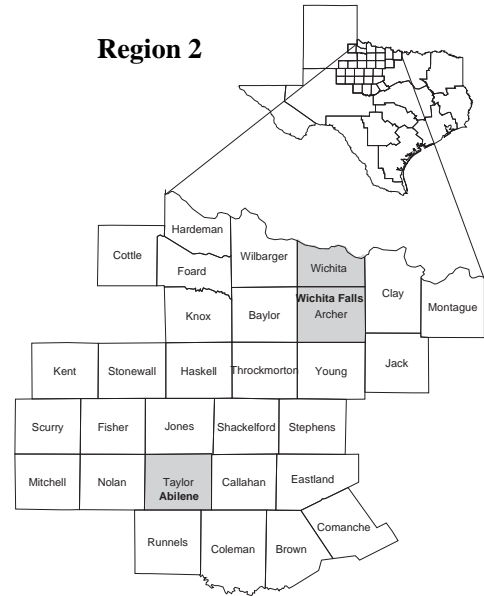 Region 2
Hardeman
Cottle
Wilbarger
Wichita
Foard
Wichita Falls
Clay
Knox
Baylor
Archer
Montague
Kent
Stonewall
Haskell
Throckmorton
Young
Jack
Scurry
Fisher
Jones
Shackelford
Stephens
Mitchell
Nolan
Taylor
Callahan
Eastland
Abilene
Comanche
Runnels
Coleman
Brown